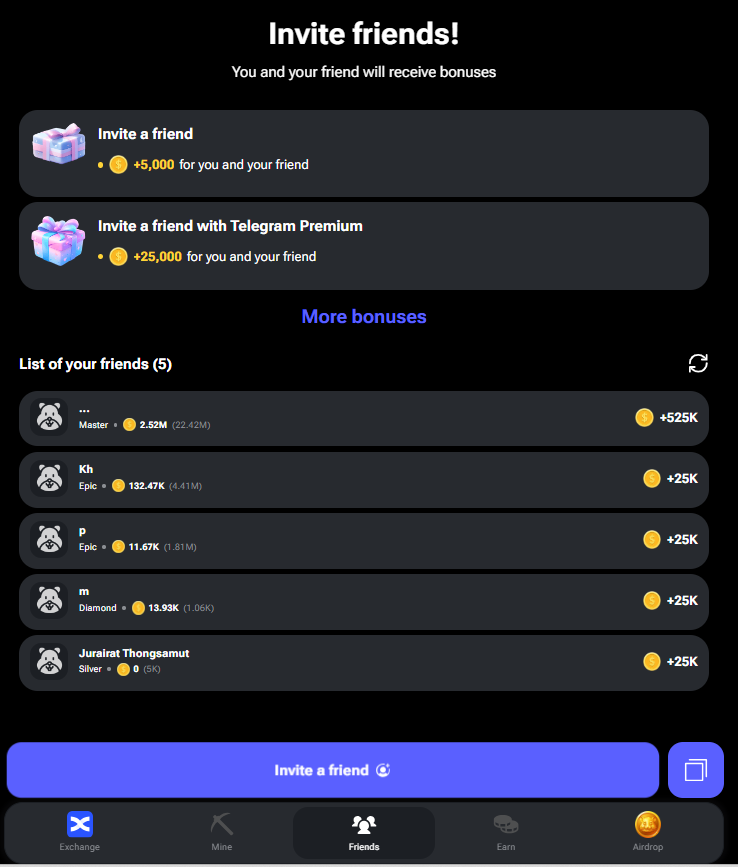 Invite friends!
You and your friend will receive bonuses
Invite a friend
• +5,000 for you and your friend
Invite a friend with Telegram Premium
• +25,000 for you and your friend
More bonuses
List of your friends (5)
...
Master • 2.52M (22.42M)
+525K
Kh
Epic • 132.47K (4.41M)
+25K
p
Epic • 11.67K (1.81M)
+25K
m
Diamond • 13.93K (1.06K)
+25K
Jurairat Thongsamut
Silver • 0 (5K)
+25K
Invite a friend
Exchange
Mine
Friends
Earn
Airdrop